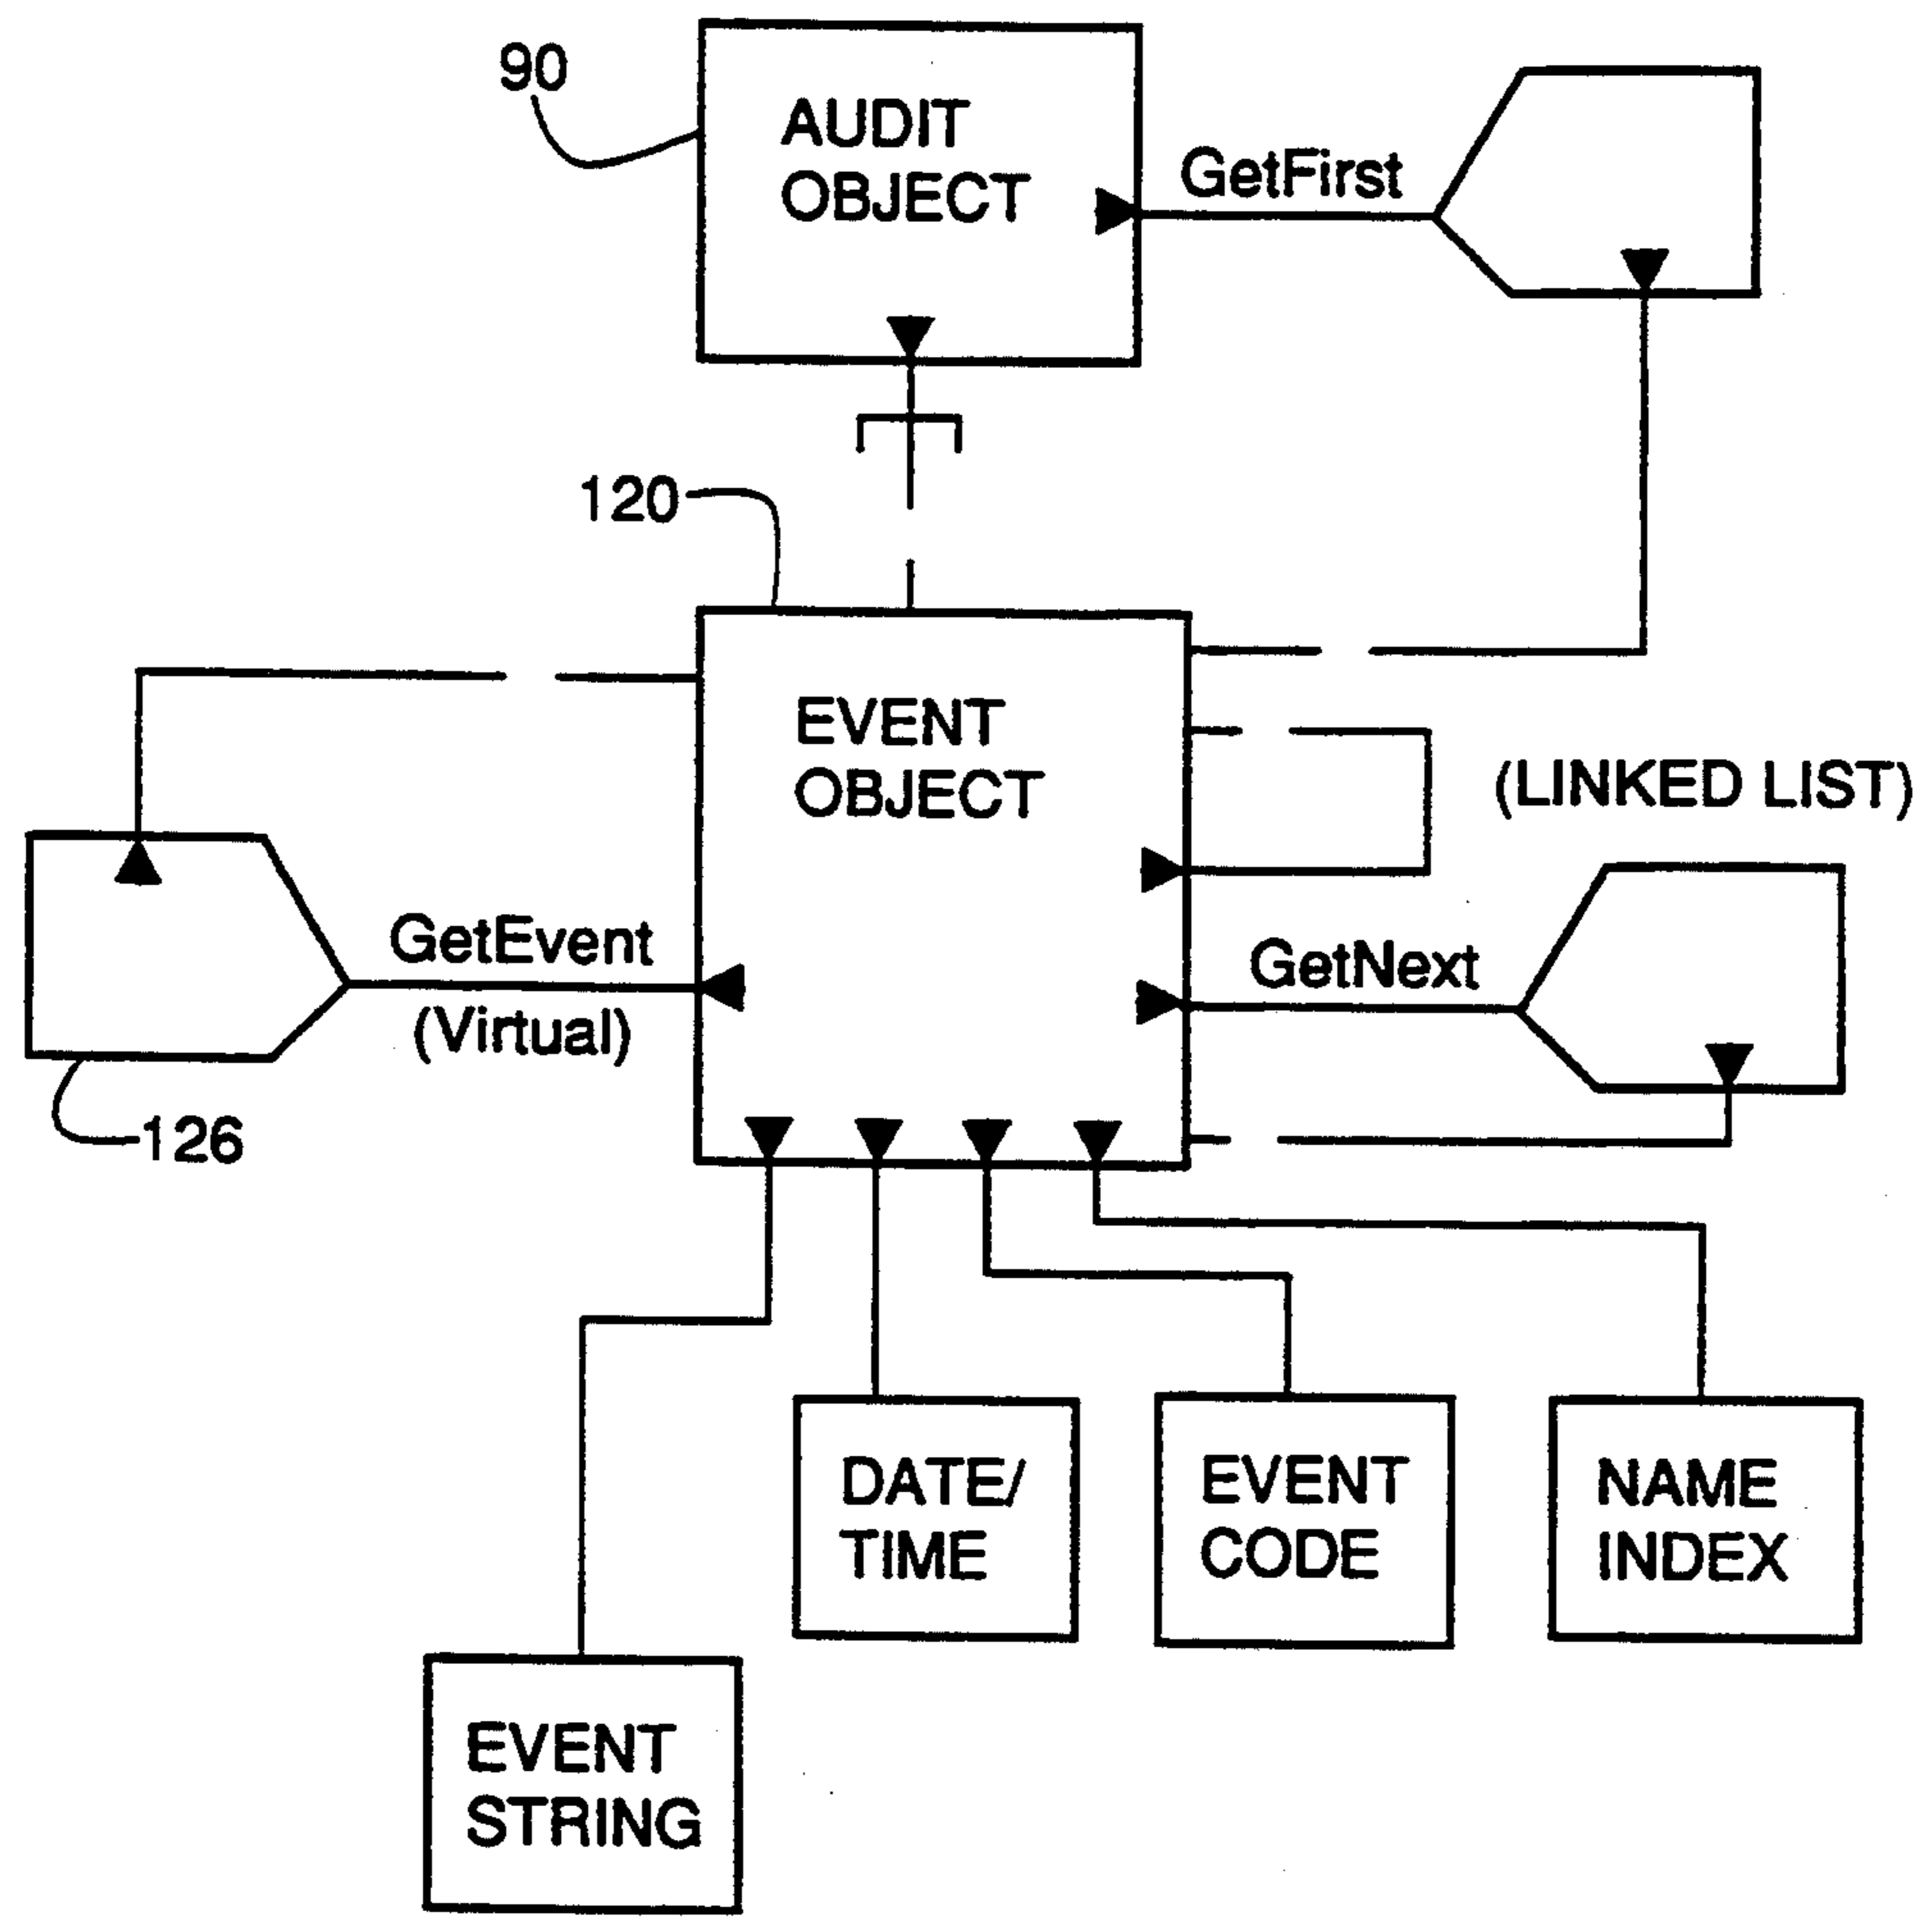 90
AUDIT
OBJECT
GetFirst
120
EVENT
OBJECT
(LINKED LIST)
GetEvent
(Virtual)
GetNext
126
DATE/
TIME
EVENT
CODE
NAME
INDEX
EVENT
STRING